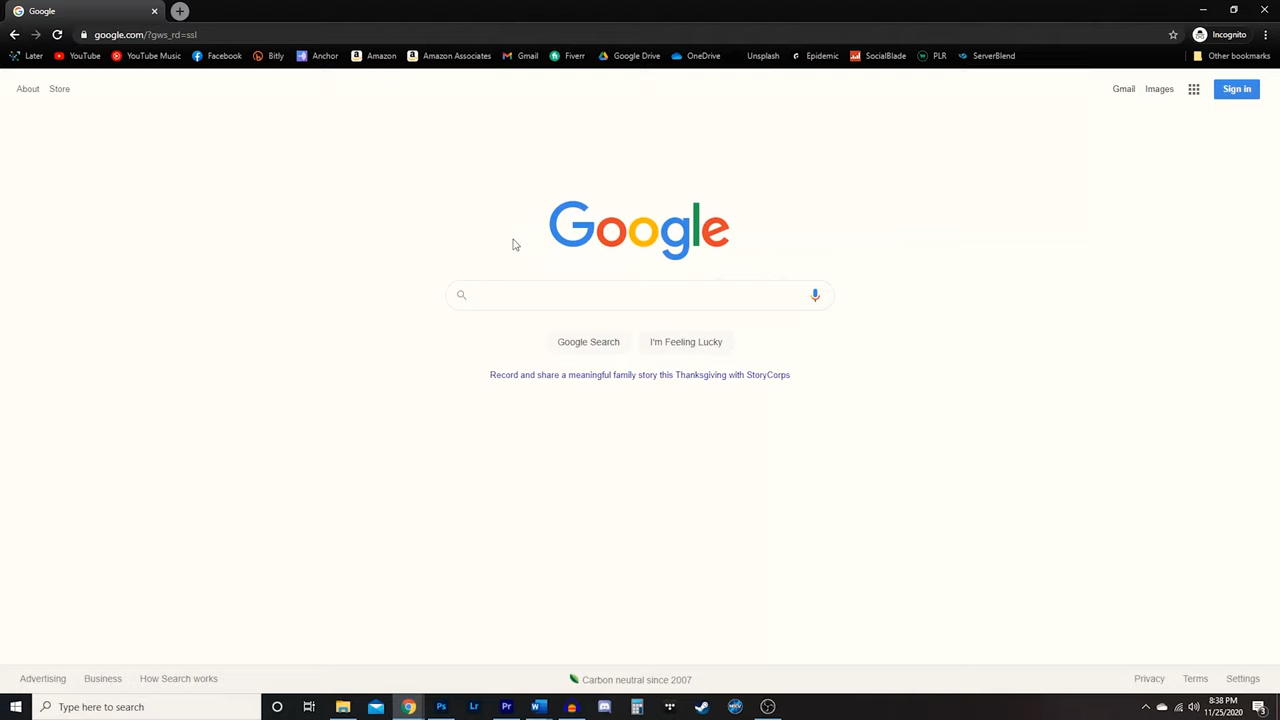 Google
google.com/?gws_rd=ssl
Incognito
Later YouTube YouTube Music Facebook Bitly Anchor Amazon Amazon Associates Gmail Fiverr Google Drive OneDrive Unsplash Epidemic SocialBlade PLR ServerBlend Other bookmarks
About Store Gmail Images Sign in
Google
Google Search I'm Feeling Lucky
Record and share a meaningful family story this Thanksgiving with StoryCorps
Advertising Business How Search works Carbon neutral since 2007 Privacy Terms Settings
Type here to search Ps Lr Pr W 8:38 PM
11/25/2020